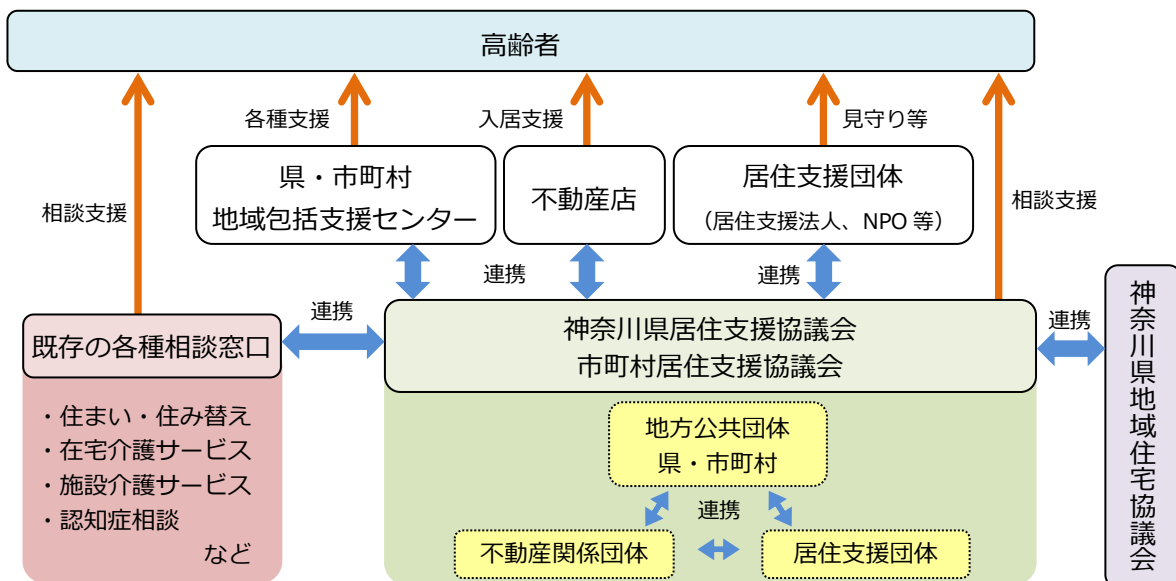 高齢者
各種支援
入居支援
見守り等
相談支援
県・市町村
地域包括支援センター
不動産店
居住支援団体
（居住支援法人、NPO 等）
相談支援
連携
連携
連携
連携
既存の各種相談窓口
・住まい・住み替え
・在宅介護サービス
・施設介護サービス
・認知症相談
など
神奈川県居住支援協議会
市町村居住支援協議会
連携
神奈川県地域住宅協議会
地方公共団体
県・市町村
連携
不動産関係団体
居住支援団体